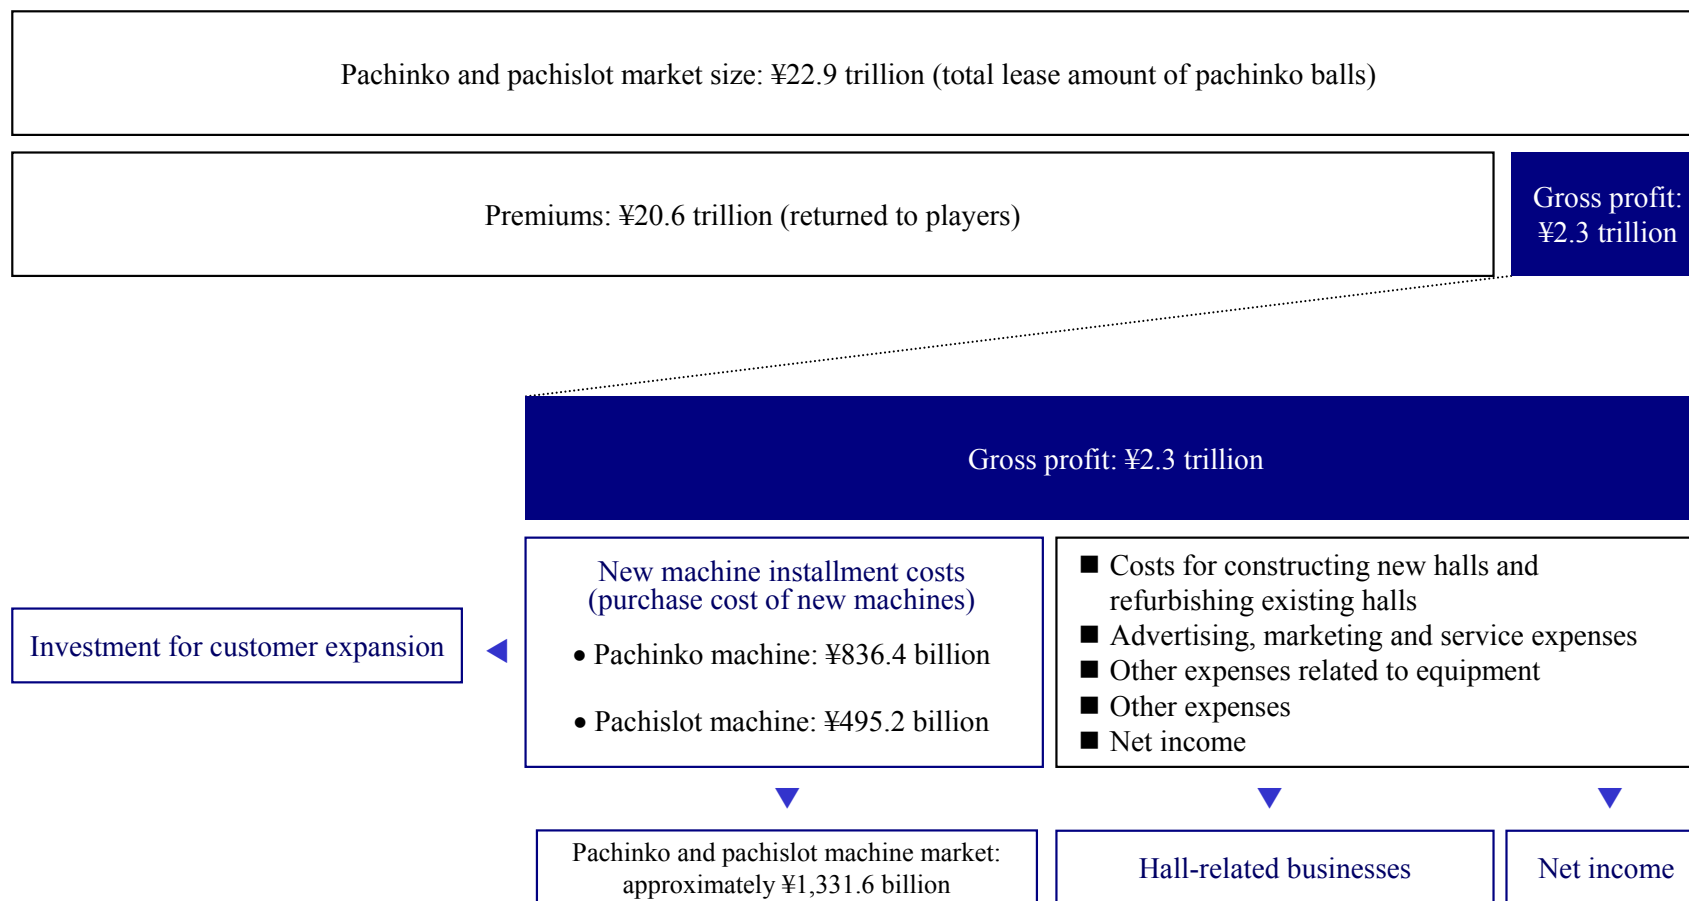 Pachinko and pachislot market size: ¥22.9 trillion (total lease amount of pachinko balls)
Premiums: ¥20.6 trillion (returned to players)
Gross profit:
¥2.3 trillion
Gross profit: ¥2.3 trillion
Investment for customer expansion
New machine installment costs
(purchase cost of new machines)
• Pachinko machine: ¥836.4 billion
• Pachislot machine: ¥495.2 billion
■ Costs for constructing new halls and
refurbishing existing halls
■ Advertising, marketing and service expenses
■ Other expenses related to equipment
■ Other expenses
■ Net income
Pachinko and pachislot machine market:
approximately ¥1,331.6 billion
Hall-related businesses
Net income